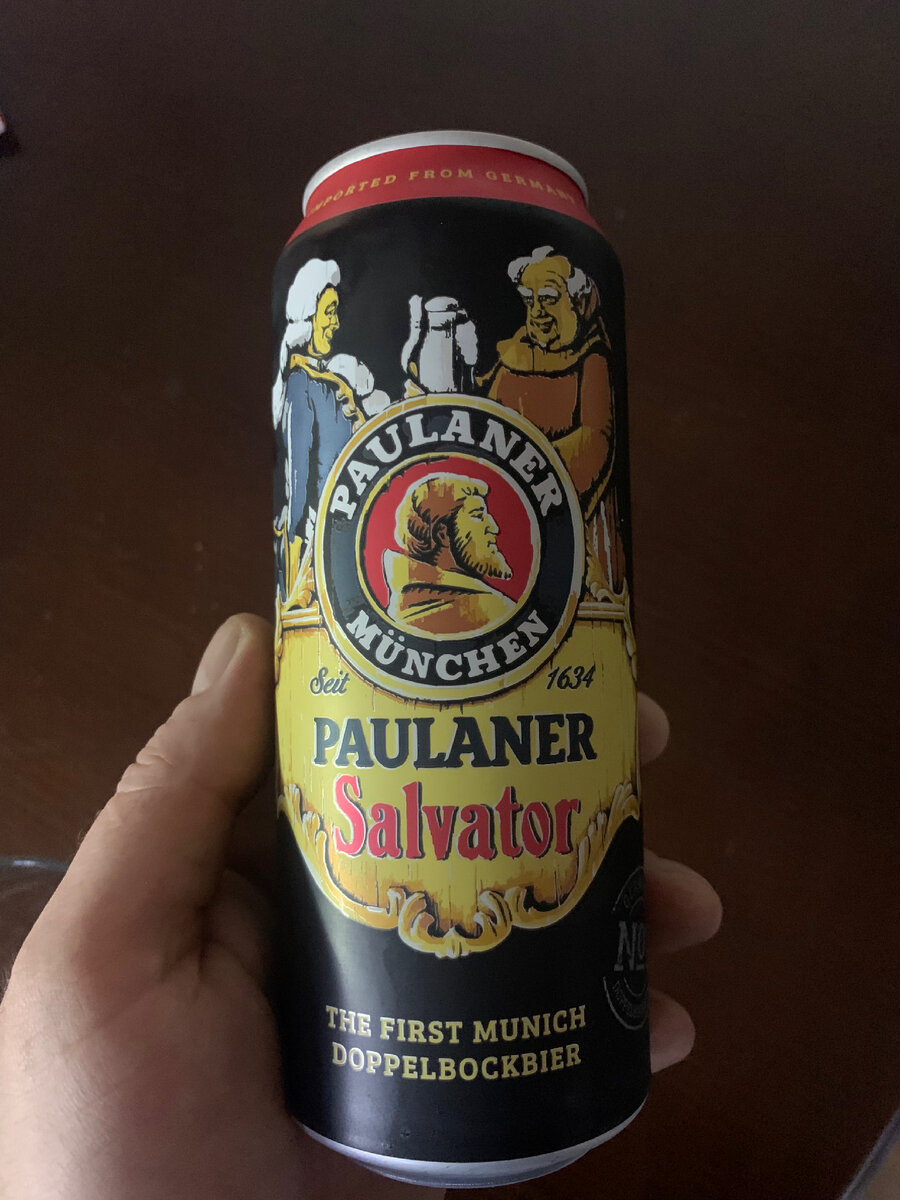 IMPORTED FROM GERMANY
PAULANER
MÜNCHEN
Seit 1634
PAULANER
Salvator
THE FIRST MUNICH
DOPPELBOCKBIER